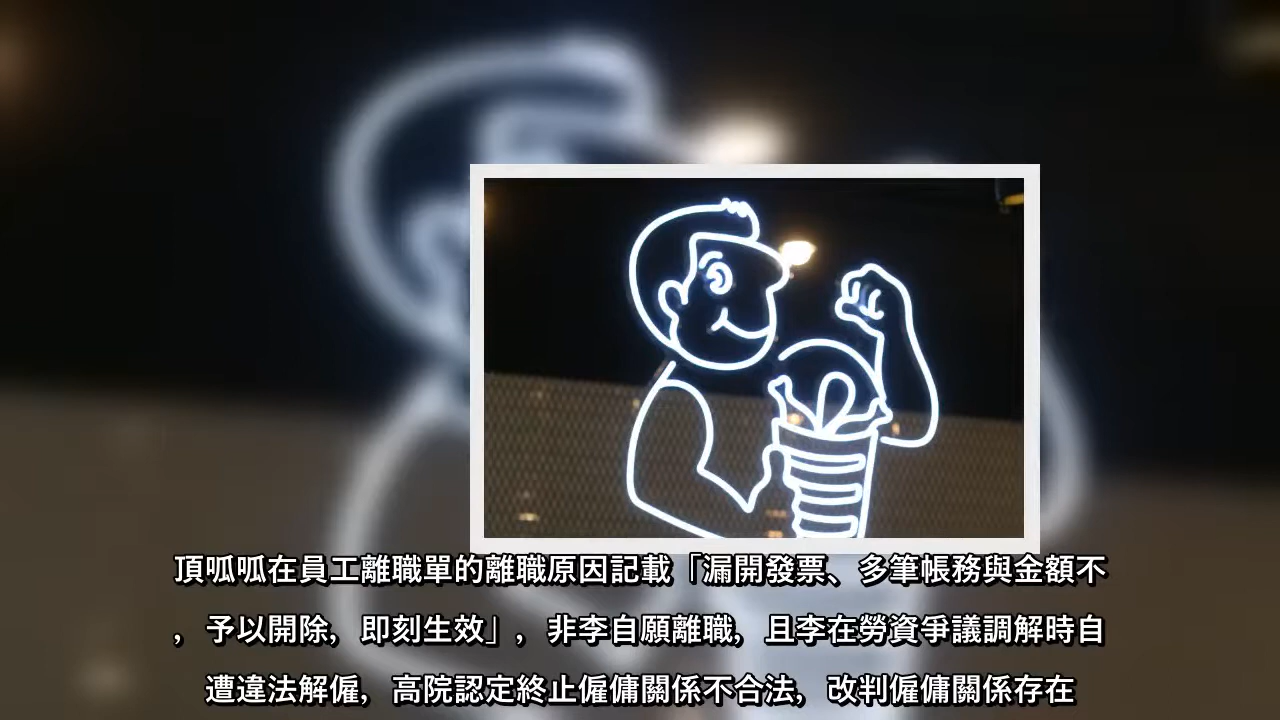 頂呱呱在員工離職單的離職原因記載「漏開發票、多筆帳務與金額不
，予以開除，即刻生效」，非李自願離職，且李在勞資爭議調解時自
遭違法解僱，高院認定終止僱傭關係不合法，改判僱傭關係存在